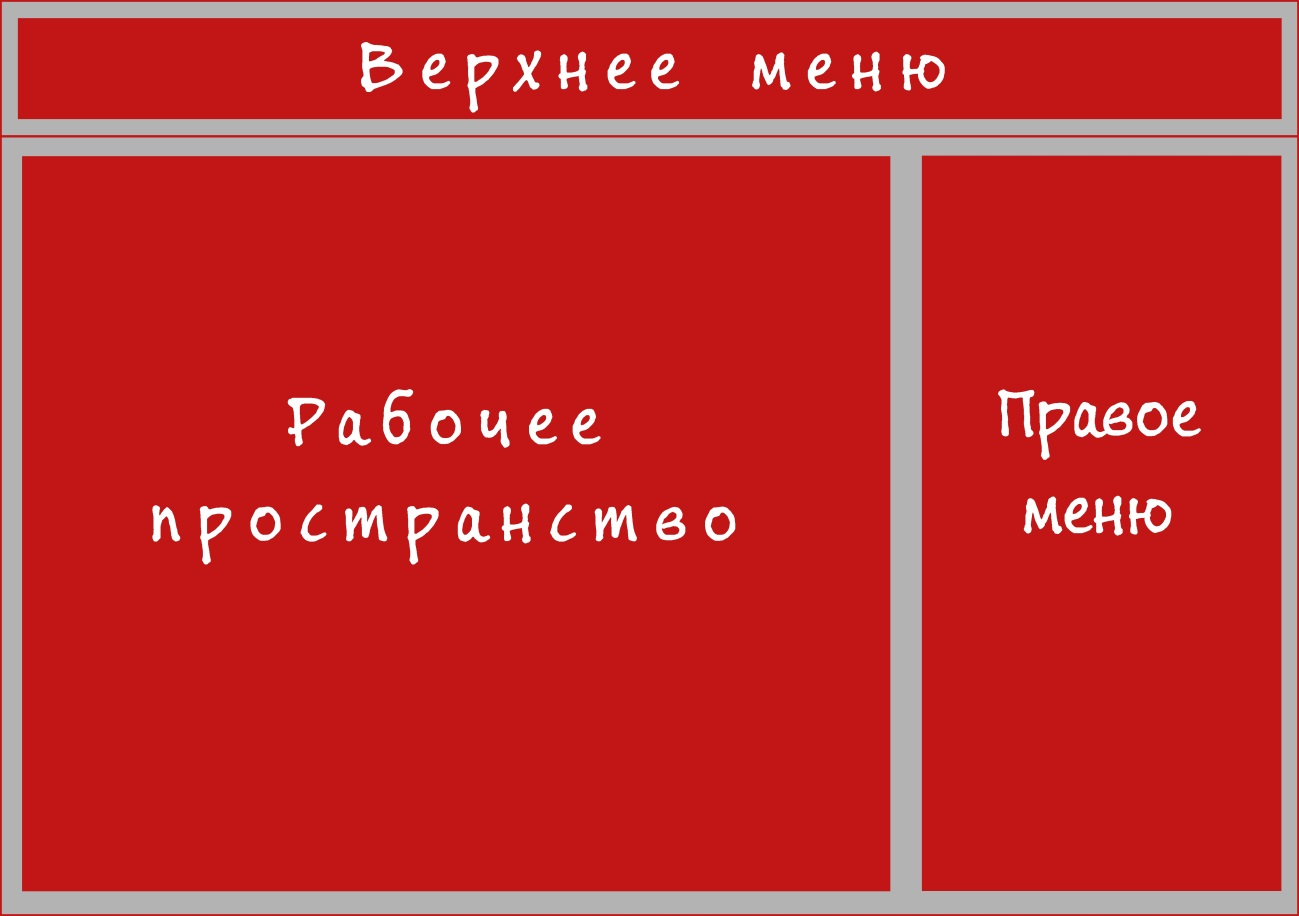 Верхнее меню
Рабочее
пространство
Правое
меню